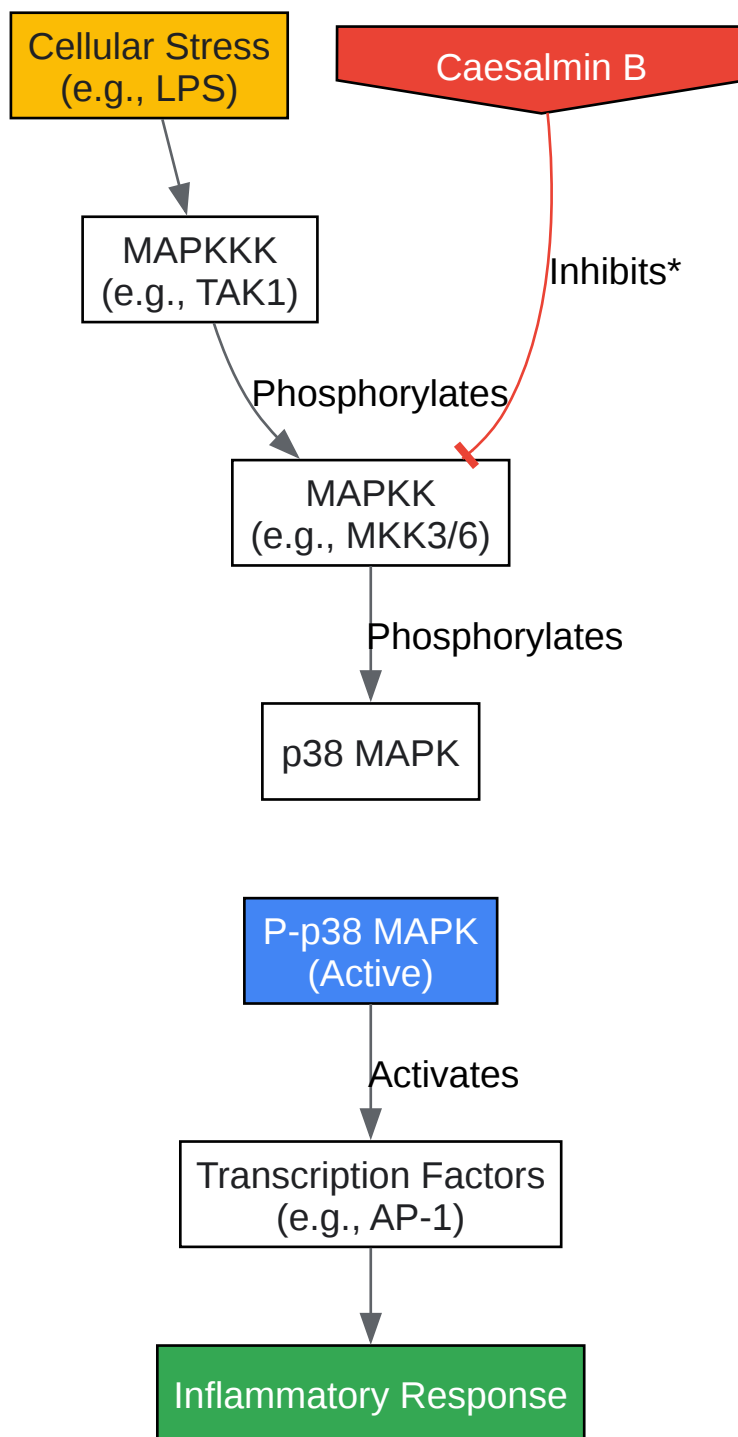 Cellular Stress
(e.g., LPS)
Caesalmin B
MAPKKK
(e.g., TAK1)
Inhibits*
Phosphorylates
MAPKK
(e.g., MKK3/6)
Phosphorylates
p38 MAPK
P-p38 MAPK
(Active)
Activates
Transcription Factors
(e.g., AP-1)
Inflammatory Response